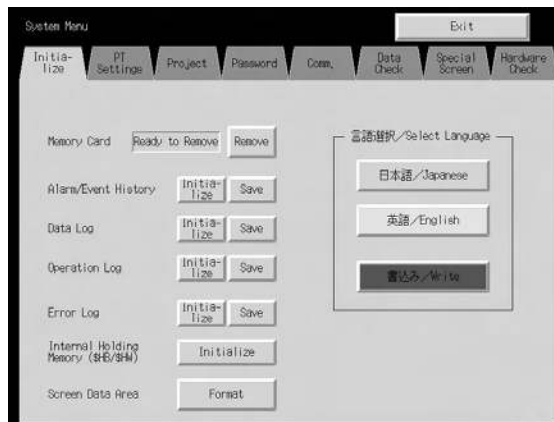 System Menu
Exit
Initia-
lize
PT
Settings
Project
Password
Comm.
Data
Check
Special
Screen
Hardware
Check
Memory Card
Ready to Remove
Remove
Alarm/Event History
Initia-
lize
Save
Data Log
Initia-
lize
Save
Operation Log
Initia-
lize
Save
Error Log
Initia-
lize
Save
Internal Holding
Memory ($HB/$HW)
Initialize
Screen Data Area
Format
言語選択/Select Language
日本語/Japanese
英語/English
書込み/Write